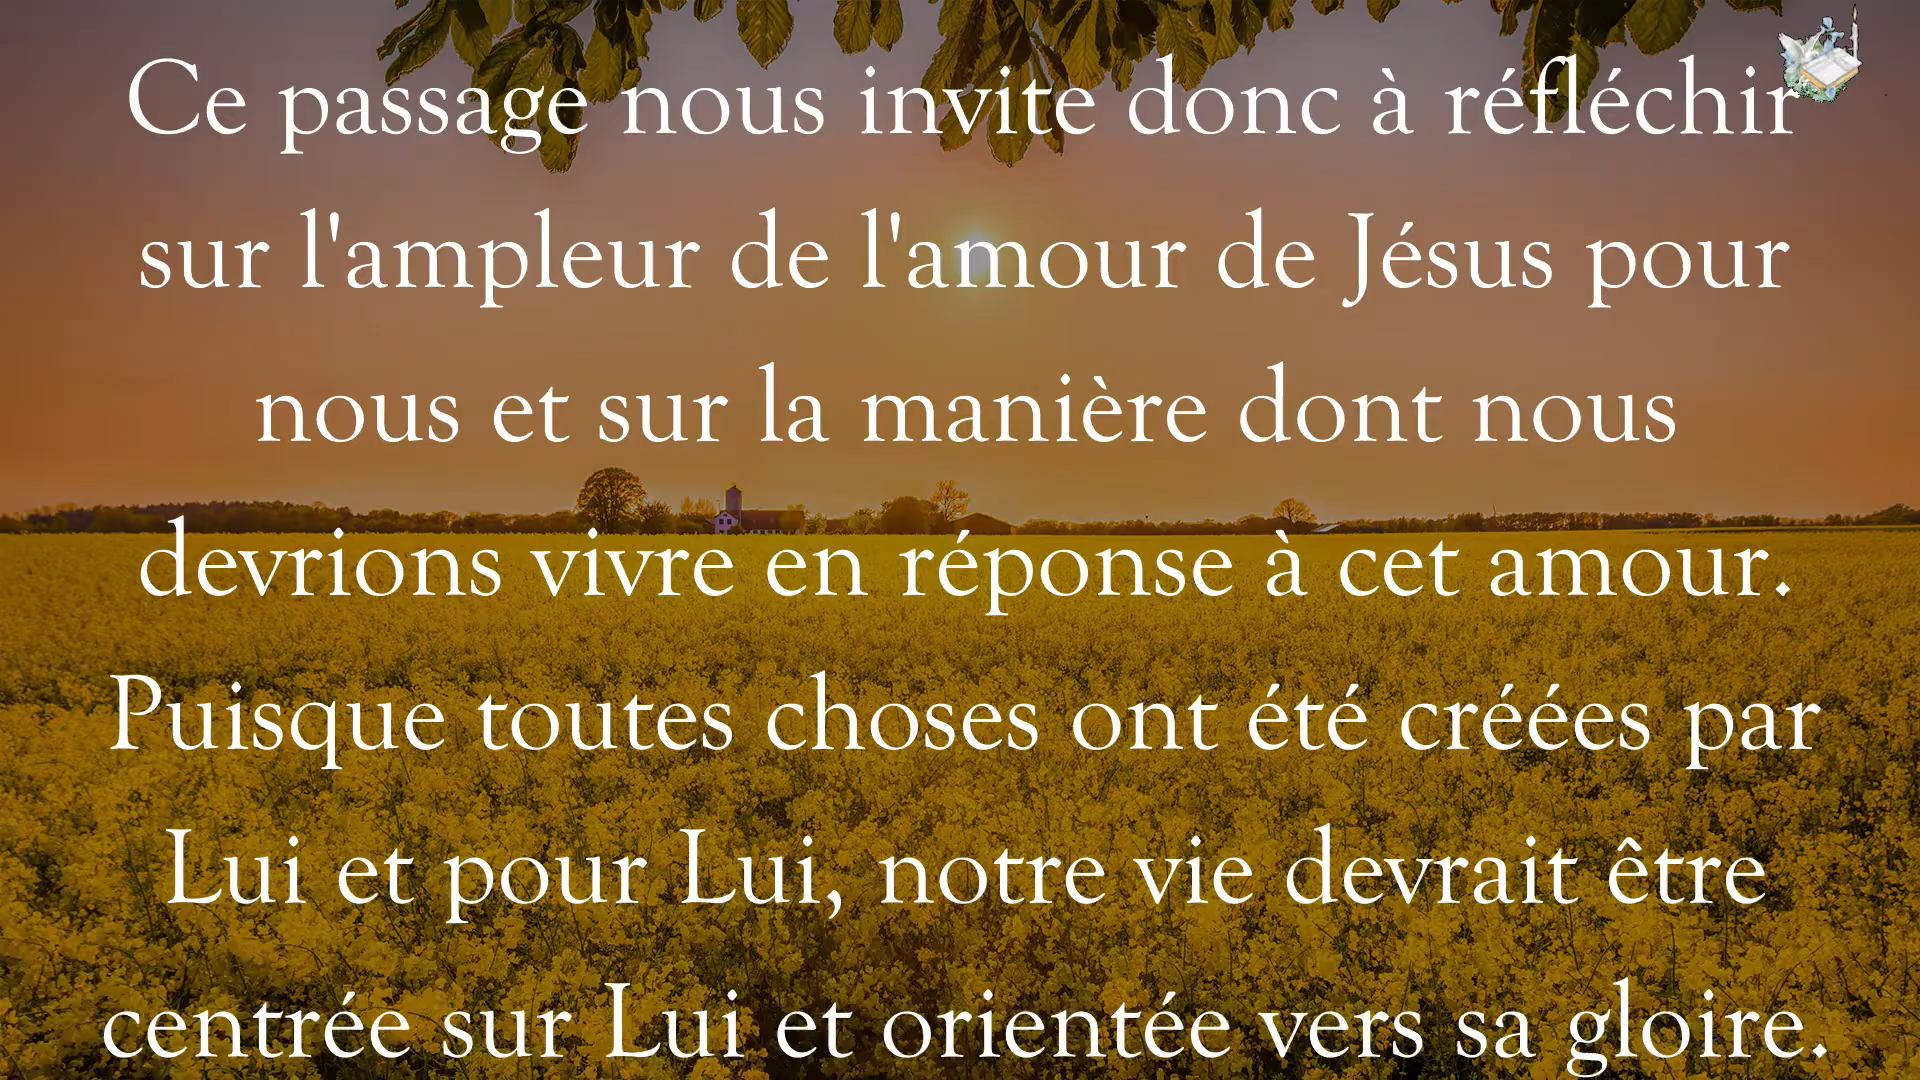 Ce passage nous invite donc à réfléchir
sur l'ampleur de l'amour de Jésus pour
nous et sur la manière dont nous
devrions vivre en réponse à cet amour.
Puisque toutes choses ont été créées par
Lui et pour Lui, notre vie devrait être
centrée sur Lui et orientée vers sa gloire.